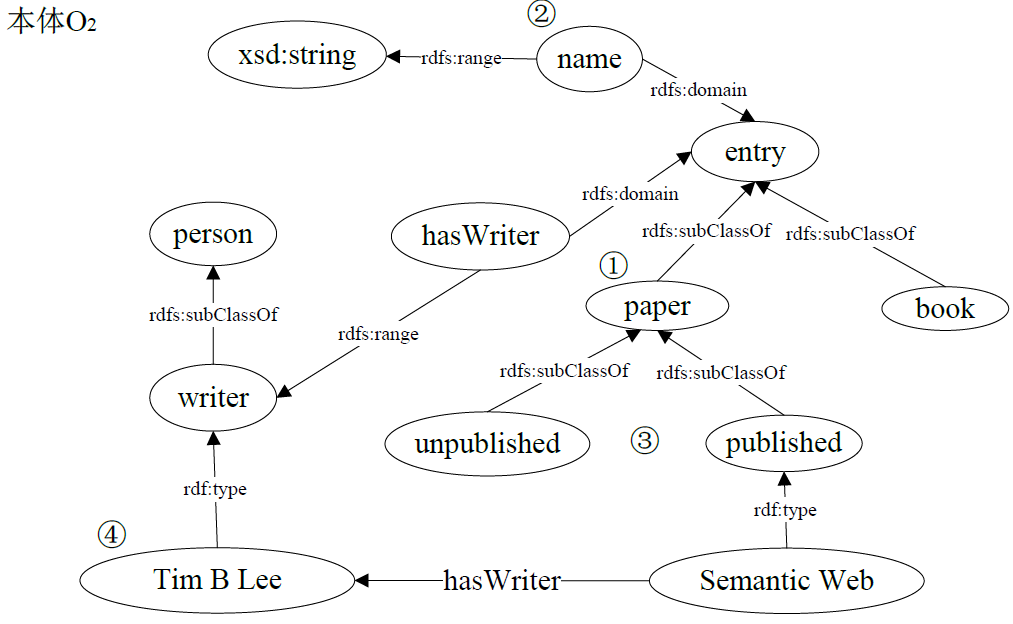 本体O₂
②
xsd:string
rdfs:range
name
rdfs:domain
entry
rdfs:domain
person
hasWriter
rdfs:subClassOf
rdfs:subClassOf
①
paper
book
rdfs:subClassOf
rdfs:range
rdfs:subClassOf
rdfs:subClassOf
writer
unpublished
③
published
rdf:type
rdf:type
④
Tim B Lee
hasWriter
Semantic Web